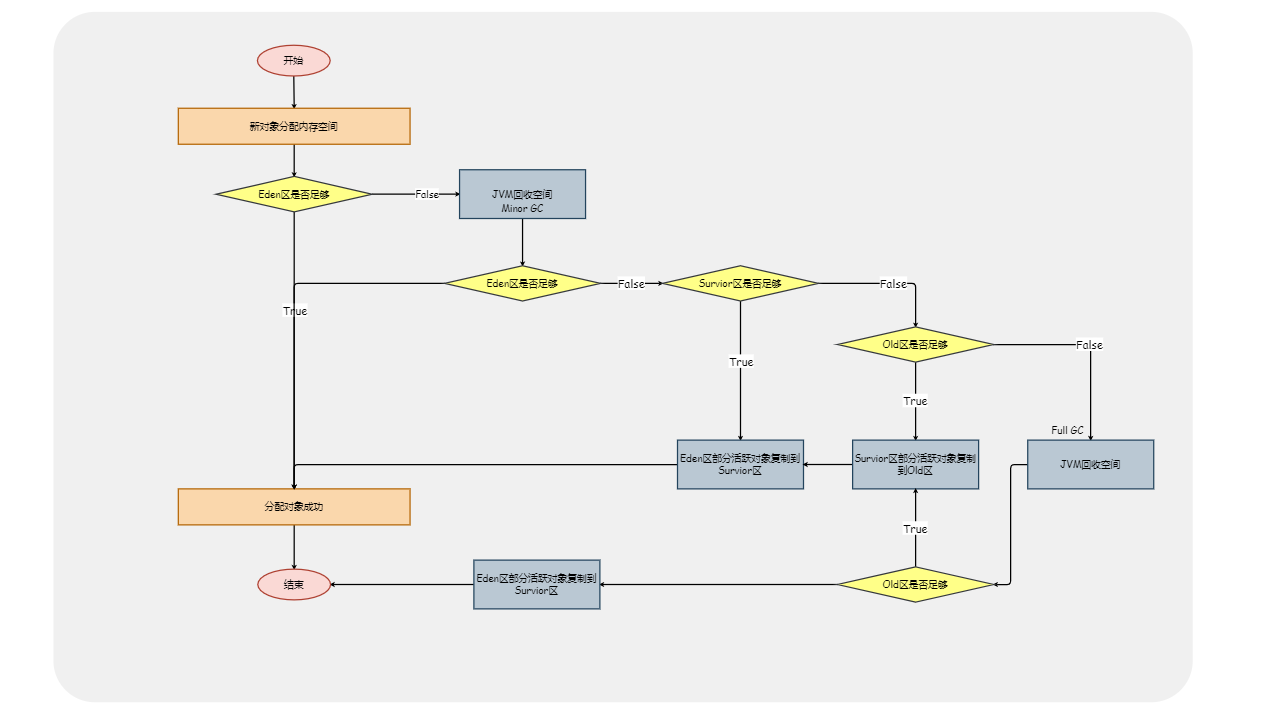 开始
新对象分配内存空间
Eden区是否足够
False
JVM回收空间
Minor GC
Eden区是否足够
False
Survior区是否足够
False
True
Old区是否足够
False
True
True
Full GC
Eden区部分活跃对象复制到
Survior区
Survior区部分活跃对象复制
到Old区
JVM回收空间
分配对象成功
True
结束
Eden区部分活跃对象复制到
Survior区
Old区是否足够